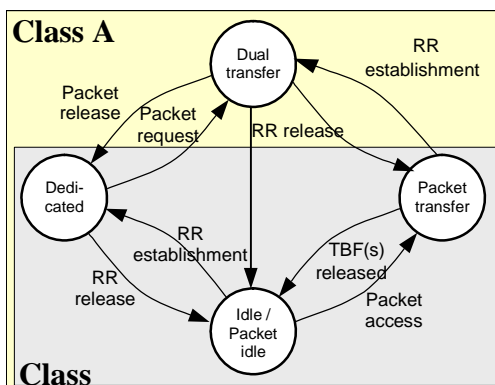 Class A
Dual
transfer
RR
establishment
Packet
release
Packet
request
RR release
Dedi-
cated
Packet
transfer
RR
establishment
TBF(s)
released
RR
release
Packet
access
Idle /
Packet
idle
Class